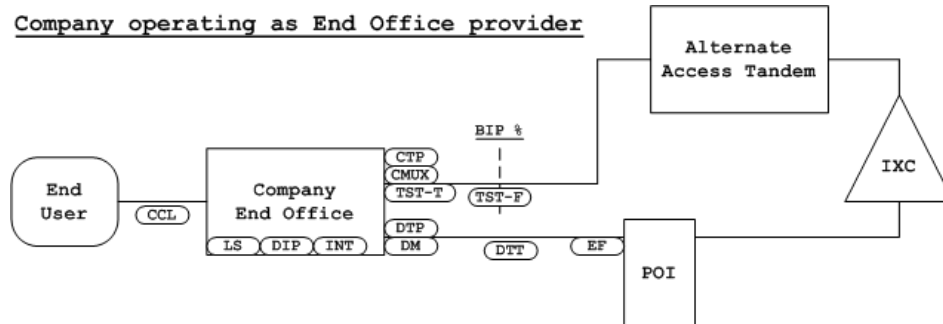 Company operating as End Office provider
Alternate
Access Tandem
BIP %
CTP
CMUX
TST-T
TST-F
IXC
End
User
CCL
Company
End Office
LS
DIP
INT
DTP
DM
DTT
EF
POI